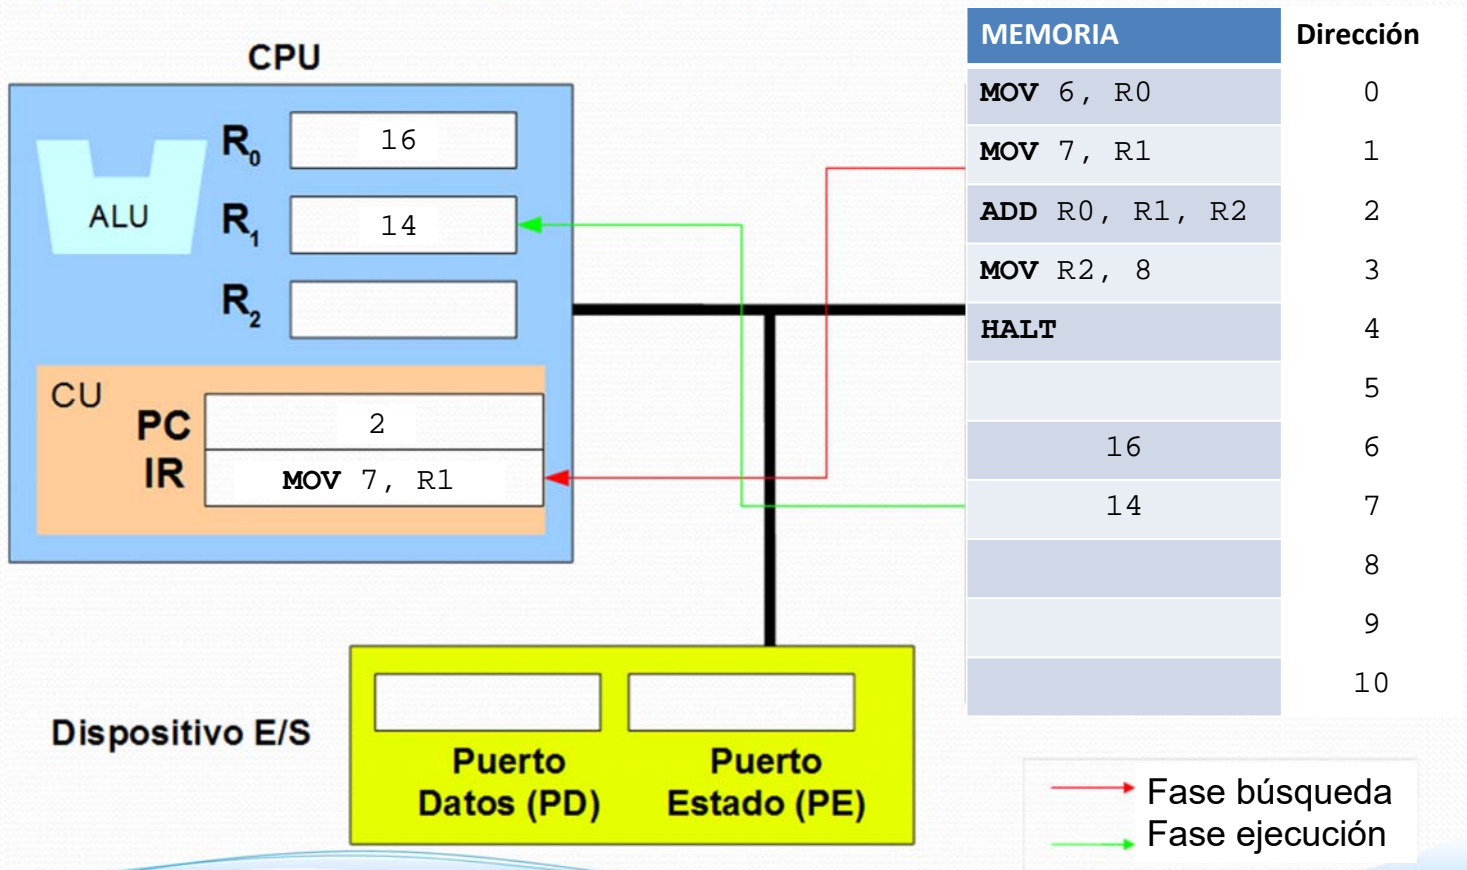 CPU
R0 16
ALU
R1 14
R2
CU
PC 2
IR MOV 7, R1
MEMORIA Dirección
MOV 6, R0 0
MOV 7, R1 1
ADD R0, R1, R2 2
MOV R2, 8 3
HALT 4
5
16 6
14 7
8
9
10
Dispositivo E/S
Puerto
Datos (PD)
Puerto
Estado (PE)
Fase búsqueda
Fase ejecución